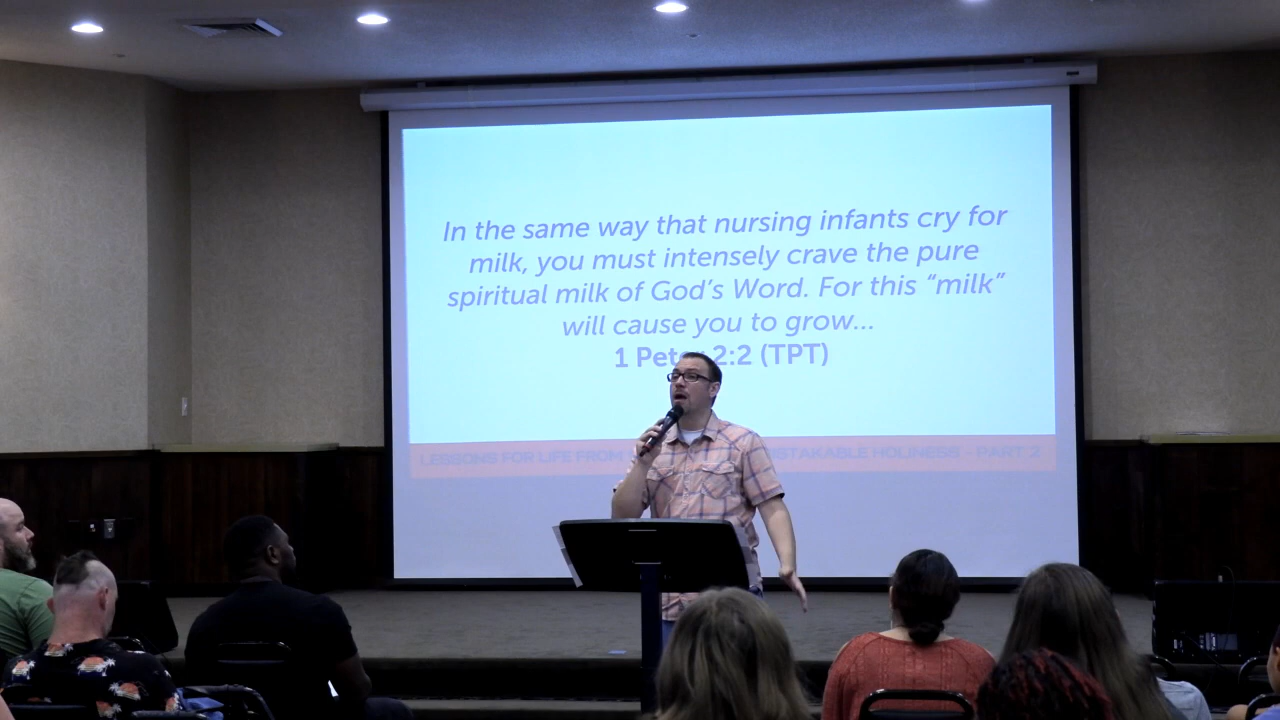 In the same way that nursing infants cry for
milk, you must intensely crave the pure
spiritual milk of God's Word. For this “milk”
will cause you to grow...
1 Peter 2:2 (TPT)
LESSONS FOR LIFE FROM HOLINESS - PART 2